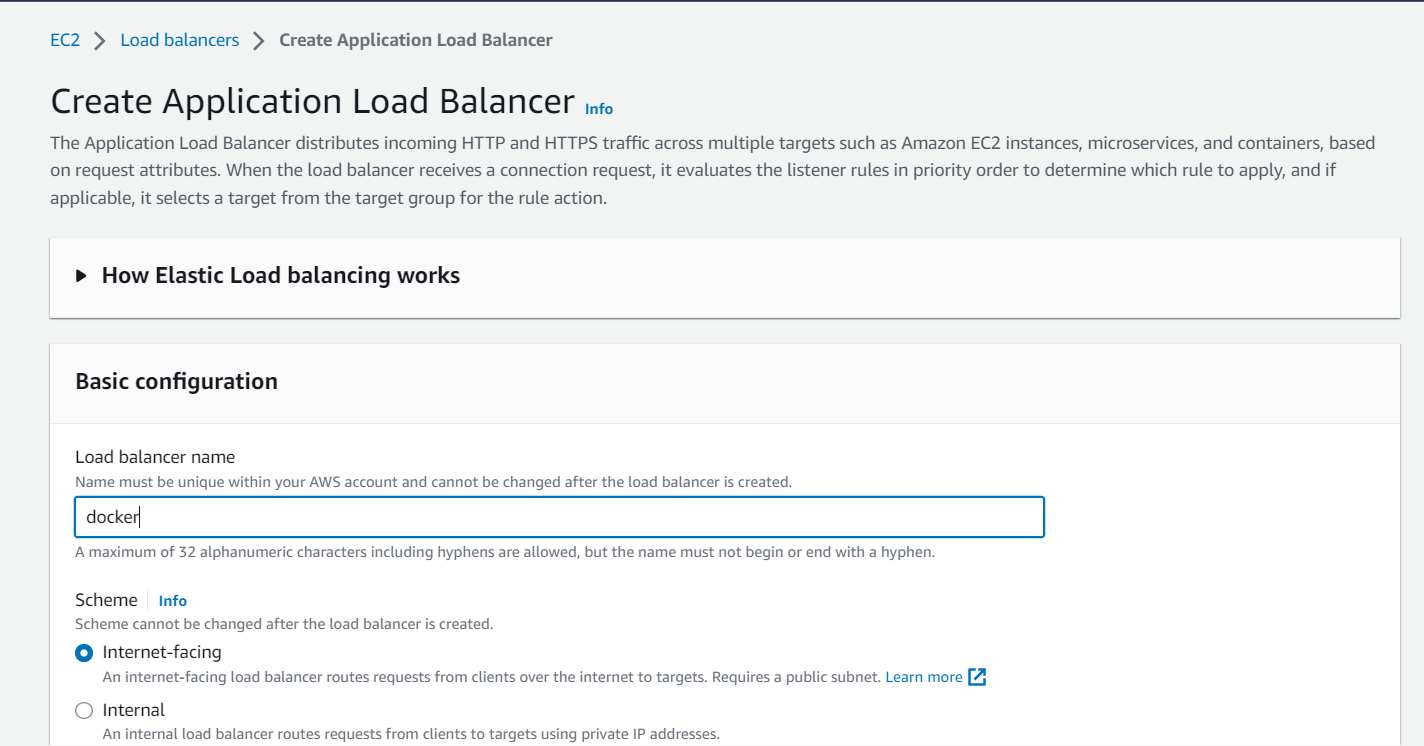 EC2 > Load balancers > Create Application Load Balancer
Create Application Load Balancer Info
The Application Load Balancer distributes incoming HTTP and HTTPS traffic across multiple targets such as Amazon EC2 instances, microservices, and containers, based
on request attributes. When the load balancer receives a connection request, it evaluates the listener rules in priority order to determine which rule to apply, and if
applicable, it selects a target from the target group for the rule action.
How Elastic Load balancing works
Basic configuration
Load balancer name
Name must be unique within your AWS account and cannot be changed after the load balancer is created.
docker
A maximum of 32 alphanumeric characters including hyphens are allowed, but the name must not begin or end with a hyphen.
Scheme Info
Scheme cannot be changed after the load balancer is created.
Internet-facing
An internet-facing load balancer routes requests from clients over the internet to targets. Requires a public subnet. Learn more
Internal
An internal load balancer routes requests from clients to targets using private IP addresses.